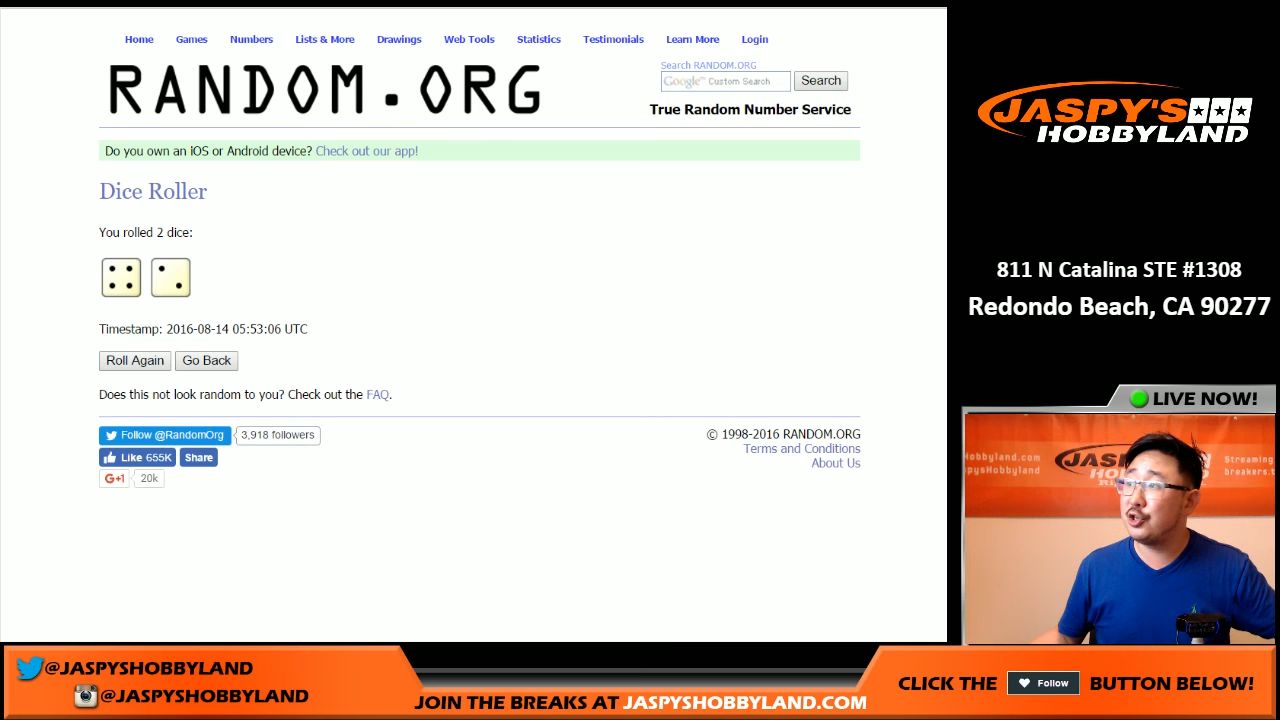 Home Games Numbers Lists & More Drawings Web Tools Statistics Testimonials Learn More Login
RANDOM.ORG
Search RANDOM.ORG
Google™ Custom Search Search
True Random Number Service
Do you own an iOS or Android device? Check out our app!
Dice Roller
You rolled 2 dice:
Timestamp: 2016-08-14 05:53:06 UTC
Roll Again Go Back
Does this not look random to you? Check out the FAQ.
Follow @RandomOrg 3,918 followers
Like 655K Share
G+1 20k
© 1998-2016 RANDOM.ORG
Terms and Conditions
About Us
JASPY'S
HOBBYLAND
811 N Catalina STE #1308
Redondo Beach, CA 90277
LIVE NOW!
Hobbyland.com
spysHobbyland
JA
Streaming
breakers.t
@JASPYSHOBBYLAND
@JASPYSHOBBYLAND
JOIN THE BREAKS AT JASPYSHOBBYLAND.COM
CLICK THE Follow BUTTON BELOW!